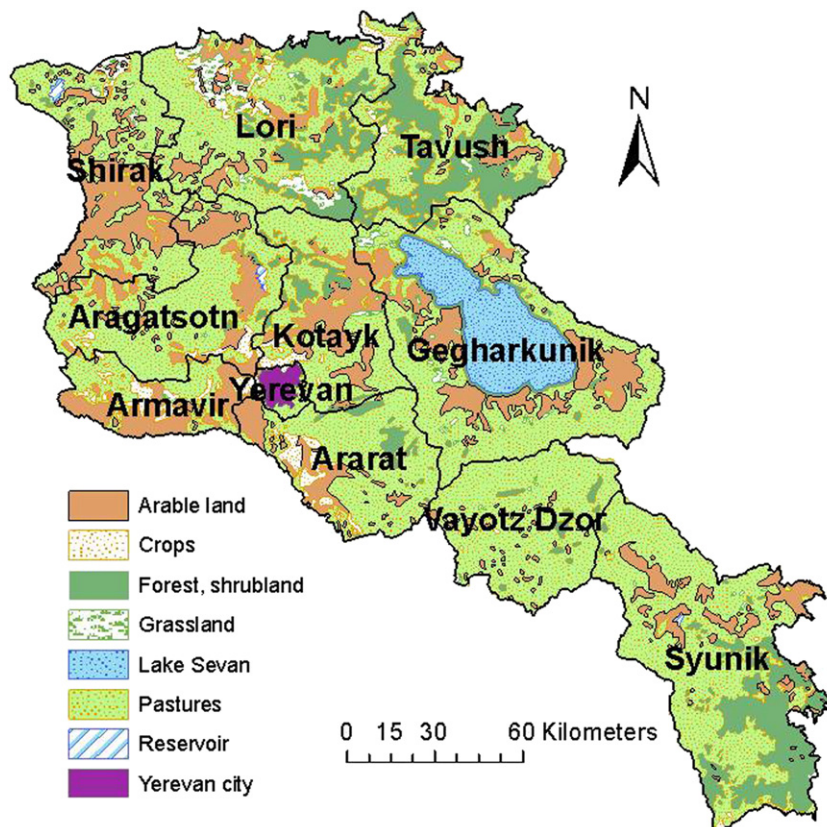 N
Lori
Tavush
Shirak
Aragatsotn
Kotayk
Gegharkunik
Yerevan
Armavir
Ararat
Vayotz Dzor
Syunik
Arable land
Crops
Forest, shrubland
Grassland
Lake Sevan
Pastures
Reservoir
Yerevan city
0 15 30 60 Kilometers